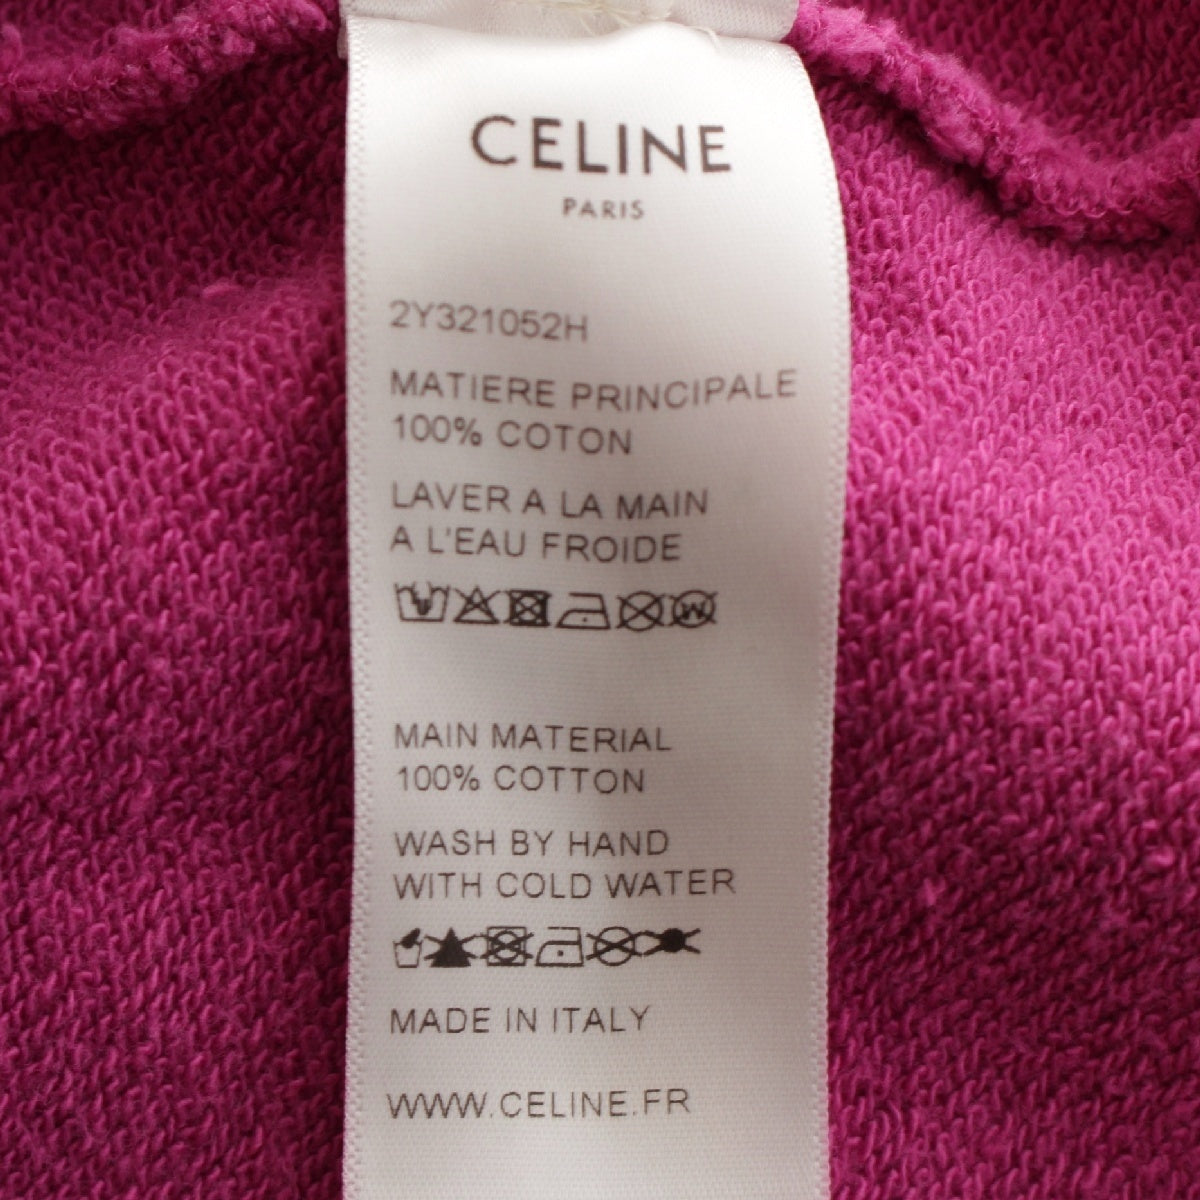 CELINE
PARIS
2Y321052H
MATIERE PRINCIPALE
100% COTON
LAVER A LA MAIN
A L'EAU FROIDE
W
MAIN MATERIAL
100% COTTON
WASH BY HAND
WITH COLD WATER
MADE IN ITALY
WWW.CELINE.FR